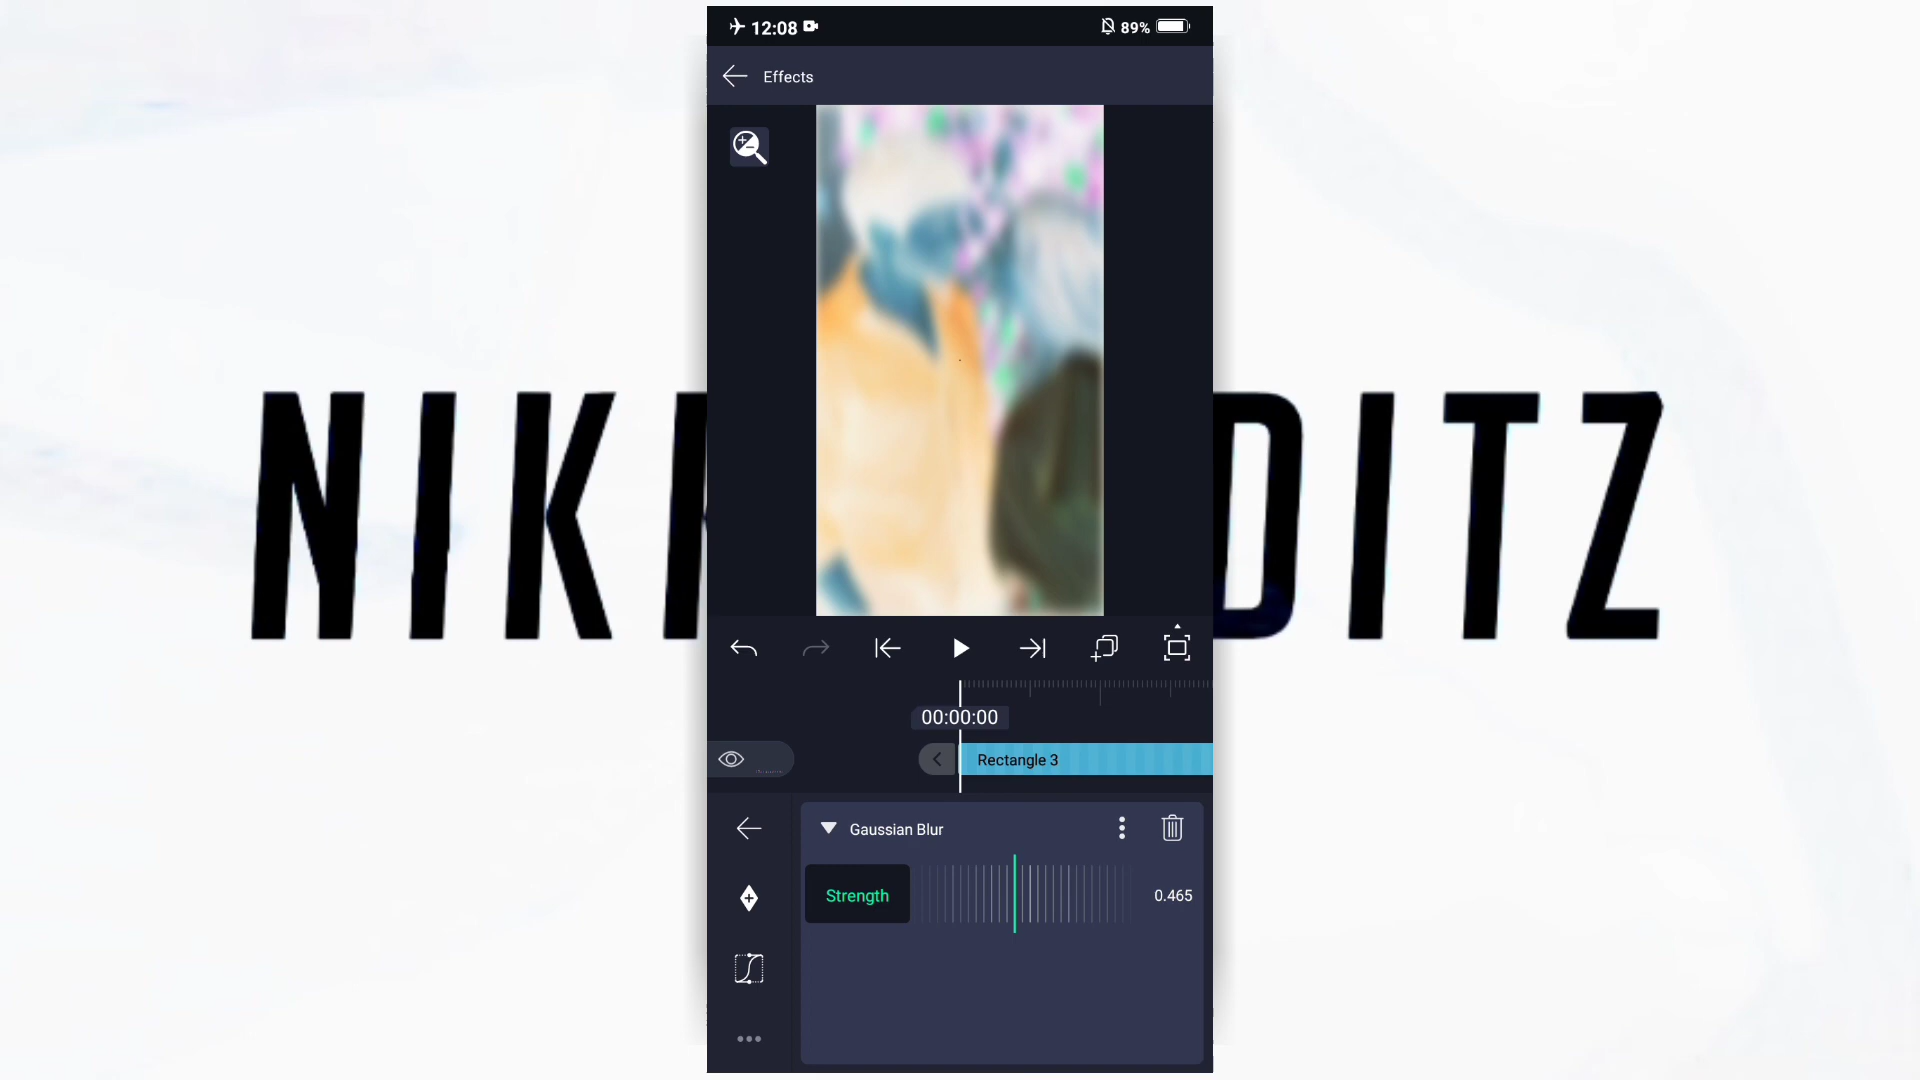 12:08
89%
Effects
NIKK
DITZ
00:00:00
Rectangle 3
Gaussian Blur
Strength
0.465